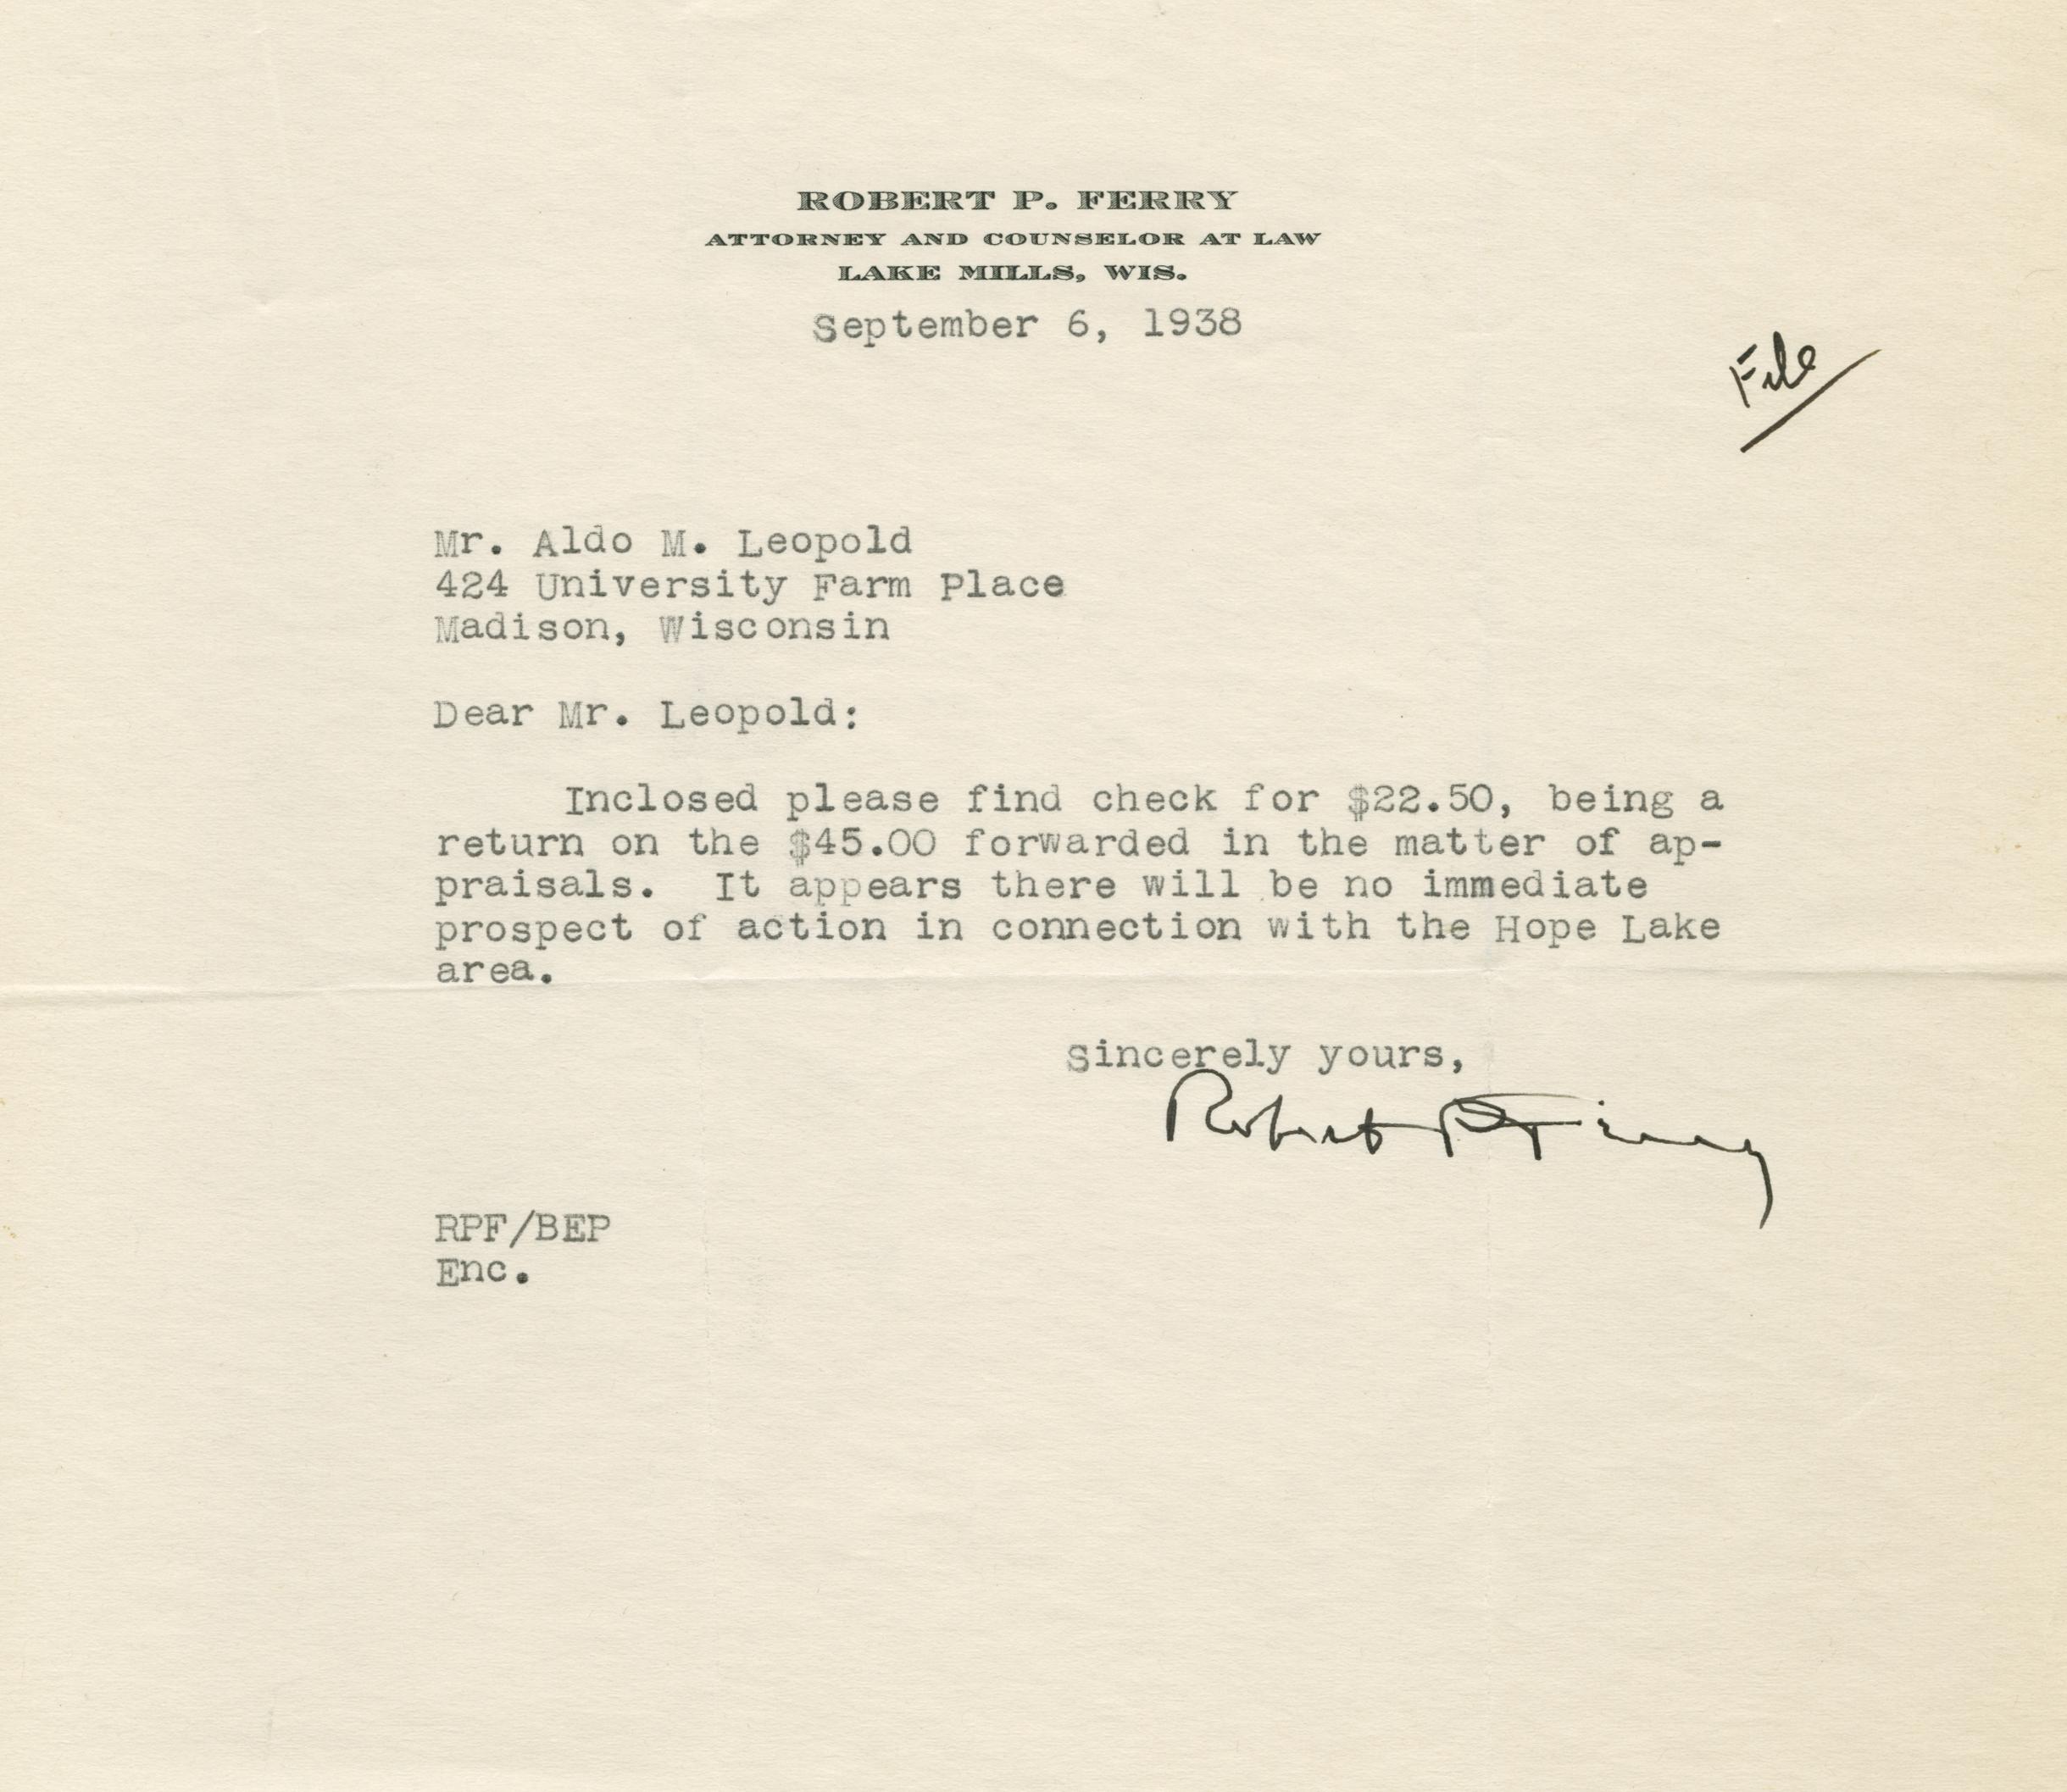 ROBERT P. FERRY
ATTORNEY AND COUNSELOR AT LAW
LAKE MILLS, WIS.
September 6, 1938
File
Mr. Aldo M. Leopold
424 University Farm Place
Madison, Wisconsin
Dear Mr. Leopold:
Inclosed please find check for $22.50, being a
return on the $45.00 forwarded in the matter of ap-
praisals. It appears there will be no immediate
prospect of action in connection with the Hope Lake
area.
Sincerely yours,
Robert P Ferry
RPF/BEP
Enc.